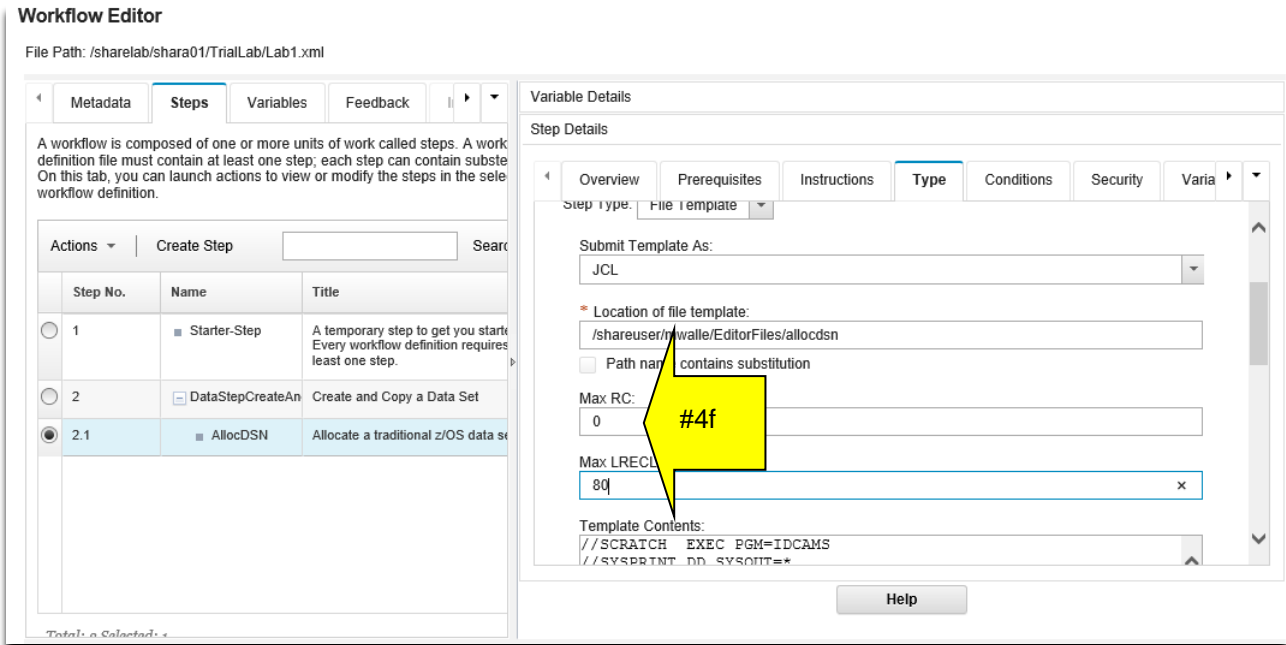 Workflow Editor
File Path: /sharelab/shara01/TrialLab/Lab1.xml
Metadata Steps Variables Feedback
A workflow is composed of one or more units of work called steps. A work
definition file must contain at least one step; each step can contain subste
On this tab, you can launch actions to view or modify the steps in the sele
workflow definition.
Actions Create Step Searc
Step No. Name Title
1 Starter-Step A temporary step to get you starte
Every workflow definition requires
least one step.
2 DataStepCreateAn Create and Copy a Data Set
2.1 AllocDSN Allocate a traditional z/OS data se
Total: Selected:
Variable Details
Step Details
Overview Prerequisites Instructions Type Conditions Security Varia
Step Type: File Template
Submit Template As:
JCL
* Location of file template:
/shareuser/mwalle/EditorFiles/allocdsn
Path name contains substitution
Max RC:
0
#4f
Max LRECL
80
×
Template Contents:
//SCRATCH EXEC PGM=IDCAMS
//SYSPRINT DD SYSOUT=*
Help